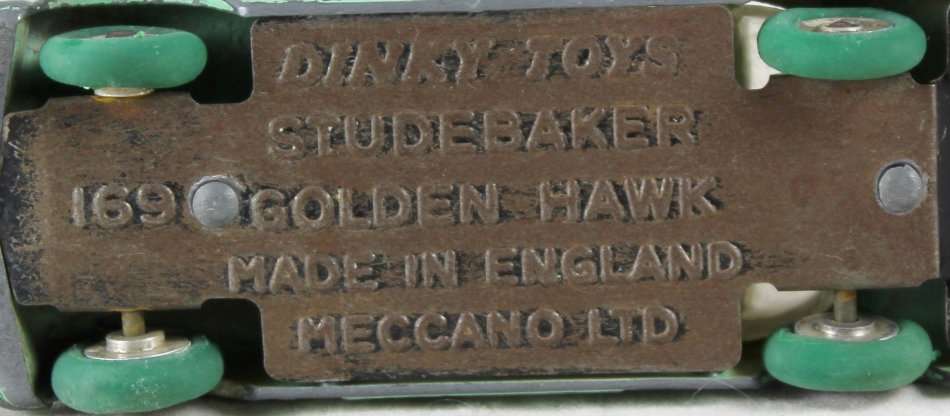 DINKY TOYS
STUDEBAKER
169 GOLDEN HAWK
MADE IN ENGLAND
MECCANO LTD